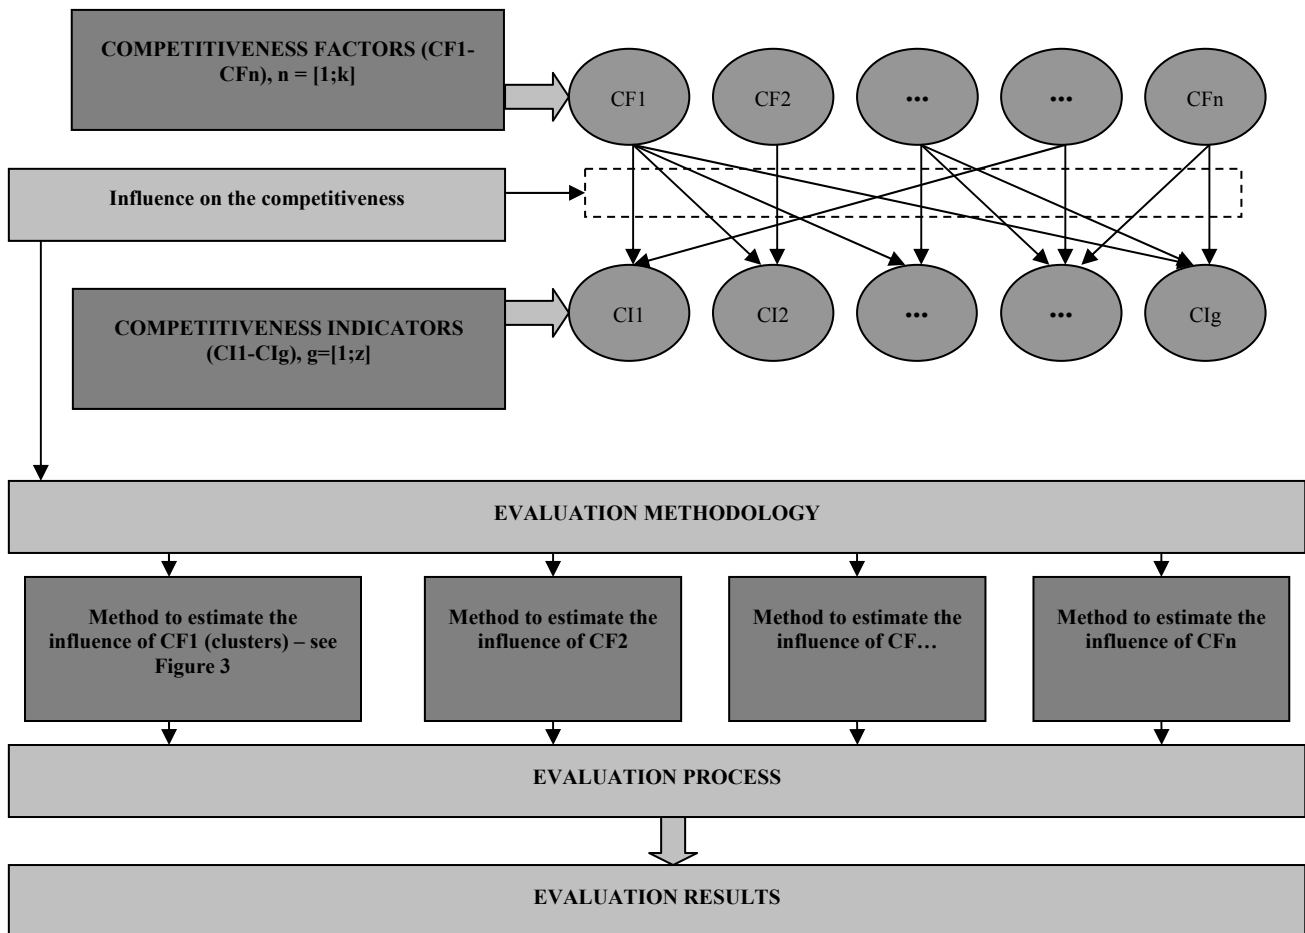 COMPETITIVENESS FACTORS (CF1-
CFn), n = [1;k]
CF1
CF2
...
...
CFn
Influence on the competitiveness
COMPETITIVENESS INDICATORS
(CI1-CIg), g=[1;z]
CI1
CI2
...
...
CIg
EVALUATION METHODOLOGY
Method to estimate the
influence of CF1 (clusters) – see
Figure 3
Method to estimate the
influence of CF2
Method to estimate the
influence of CF…
Method to estimate the
influence of CFn
EVALUATION PROCESS
EVALUATION RESULTS